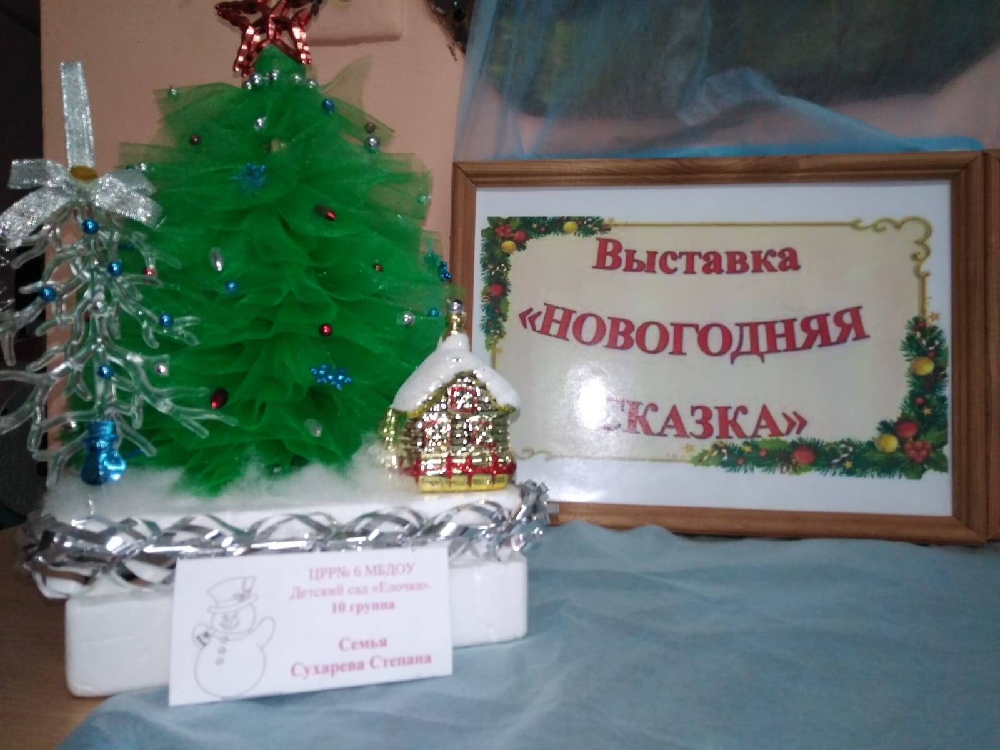 Выставка
«НОВОГОДНЯЯ
СКАЗКА»
ЦРР№ 6 МБДОУ
Детский сад «Елочка».
10 группа
Семья
Сухарева Степана